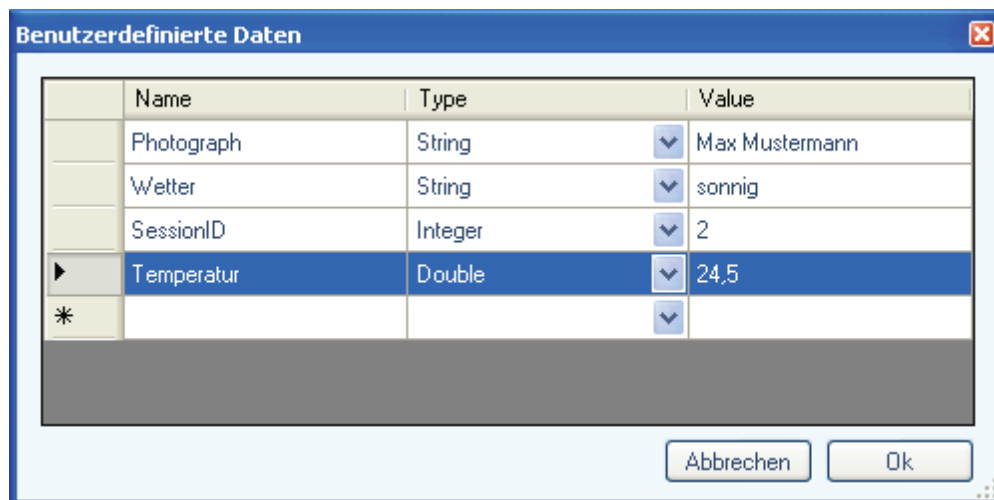 Benutzerdefinierte Daten
Name Type Value
Photograph String Max Mustermann
Wetter String sonnig
SessionID Integer 2
Temperatur Double 24,5
Abbrechen Ok